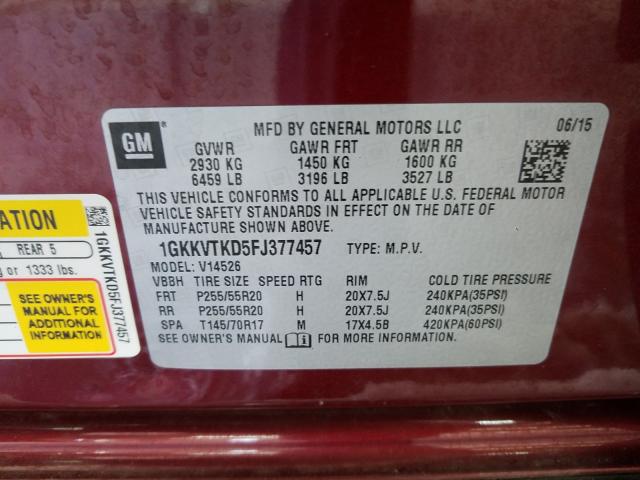 GM
MFD BY GENERAL MOTORS LLC 06/15
GVWR GAWR FRT GAWR RR
2930 KG 1450 KG 1600 KG
6459 LB 3196 LB 3527 LB
THIS VEHICLE CONFORMS TO ALL APPLICABLE U.S. FEDERAL MOTOR
VEHICLE SAFETY STANDARDS IN EFFECT ON THE DATE OF
MANUFACTURE SHOWN ABOVE.
1GKKVTKD5FJ377457 TYPE: M.P.V.
MODEL: V14526
VBBH TIRE SIZE SPEED RTG RIM COLD TIRE PRESSURE
FRT P255/55R20 H 20X7.5J 240KPA(35PSI)
RR P255/55R20 H 20X7.5J 240KPA(35PSI)
SPA T145/70R17 M 17X4.5B 420KPA(60PSI)
SEE OWNER'S MANUAL i FOR MORE INFORMATION.
REAR 5
or 1333 lbs.
SEE OWNER'S
MANUAL FOR
ADDITIONAL
INFORMATION
1GKKVTKD5FJ377457